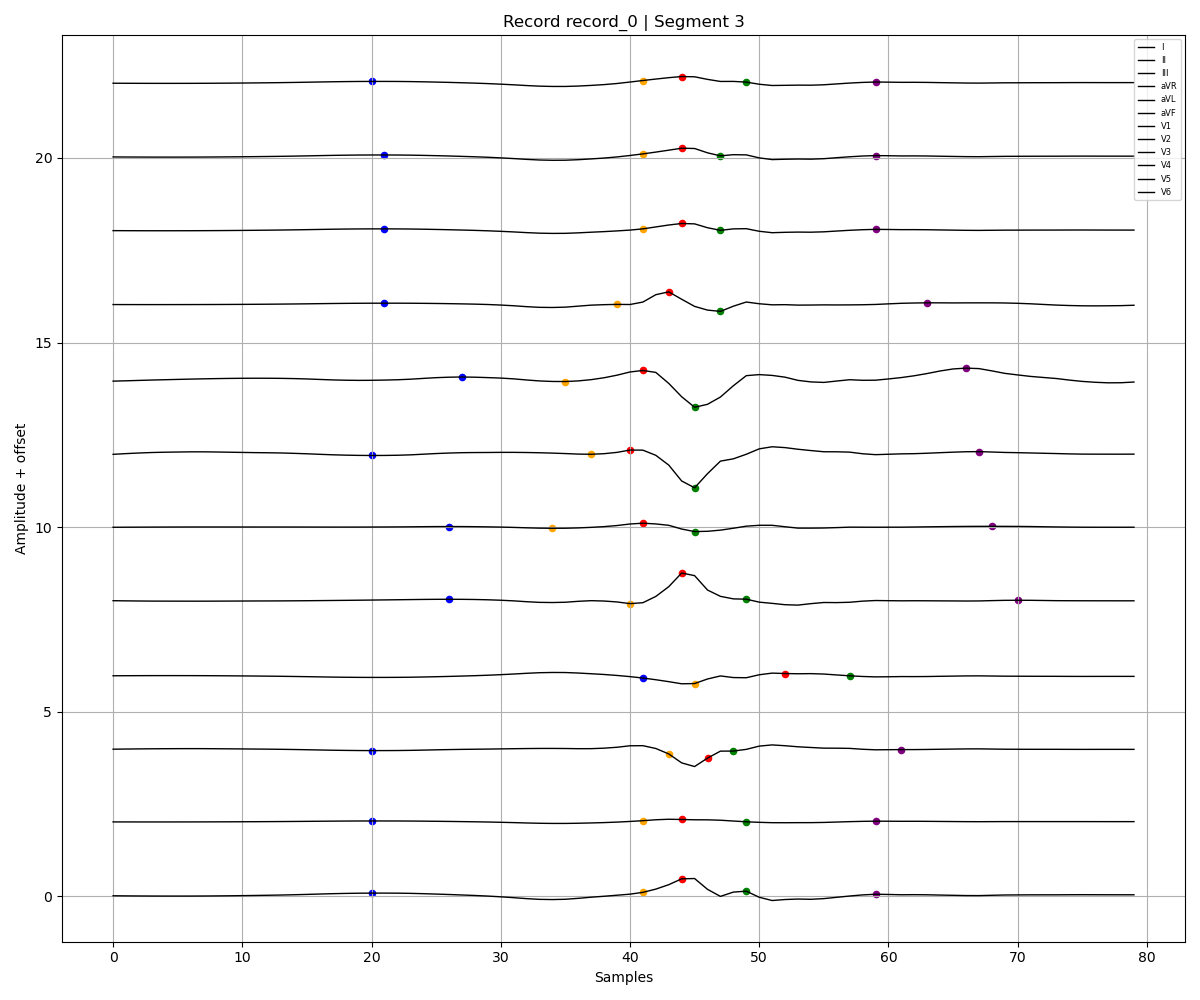 Record record_0 | Segment 3
I
II
III
aVR
aVL
aVF
V1
V2
V3
V4
V5
V6
20
15
10
5
0
Amplitude + offset
0 10 20 30 40 50 60 70 80
Samples